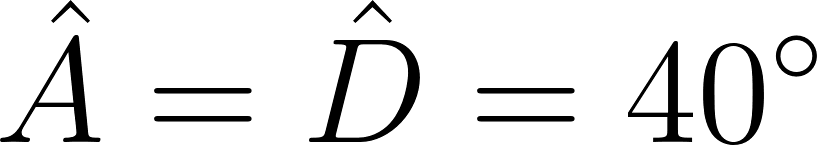 Â = D̂ = 40°